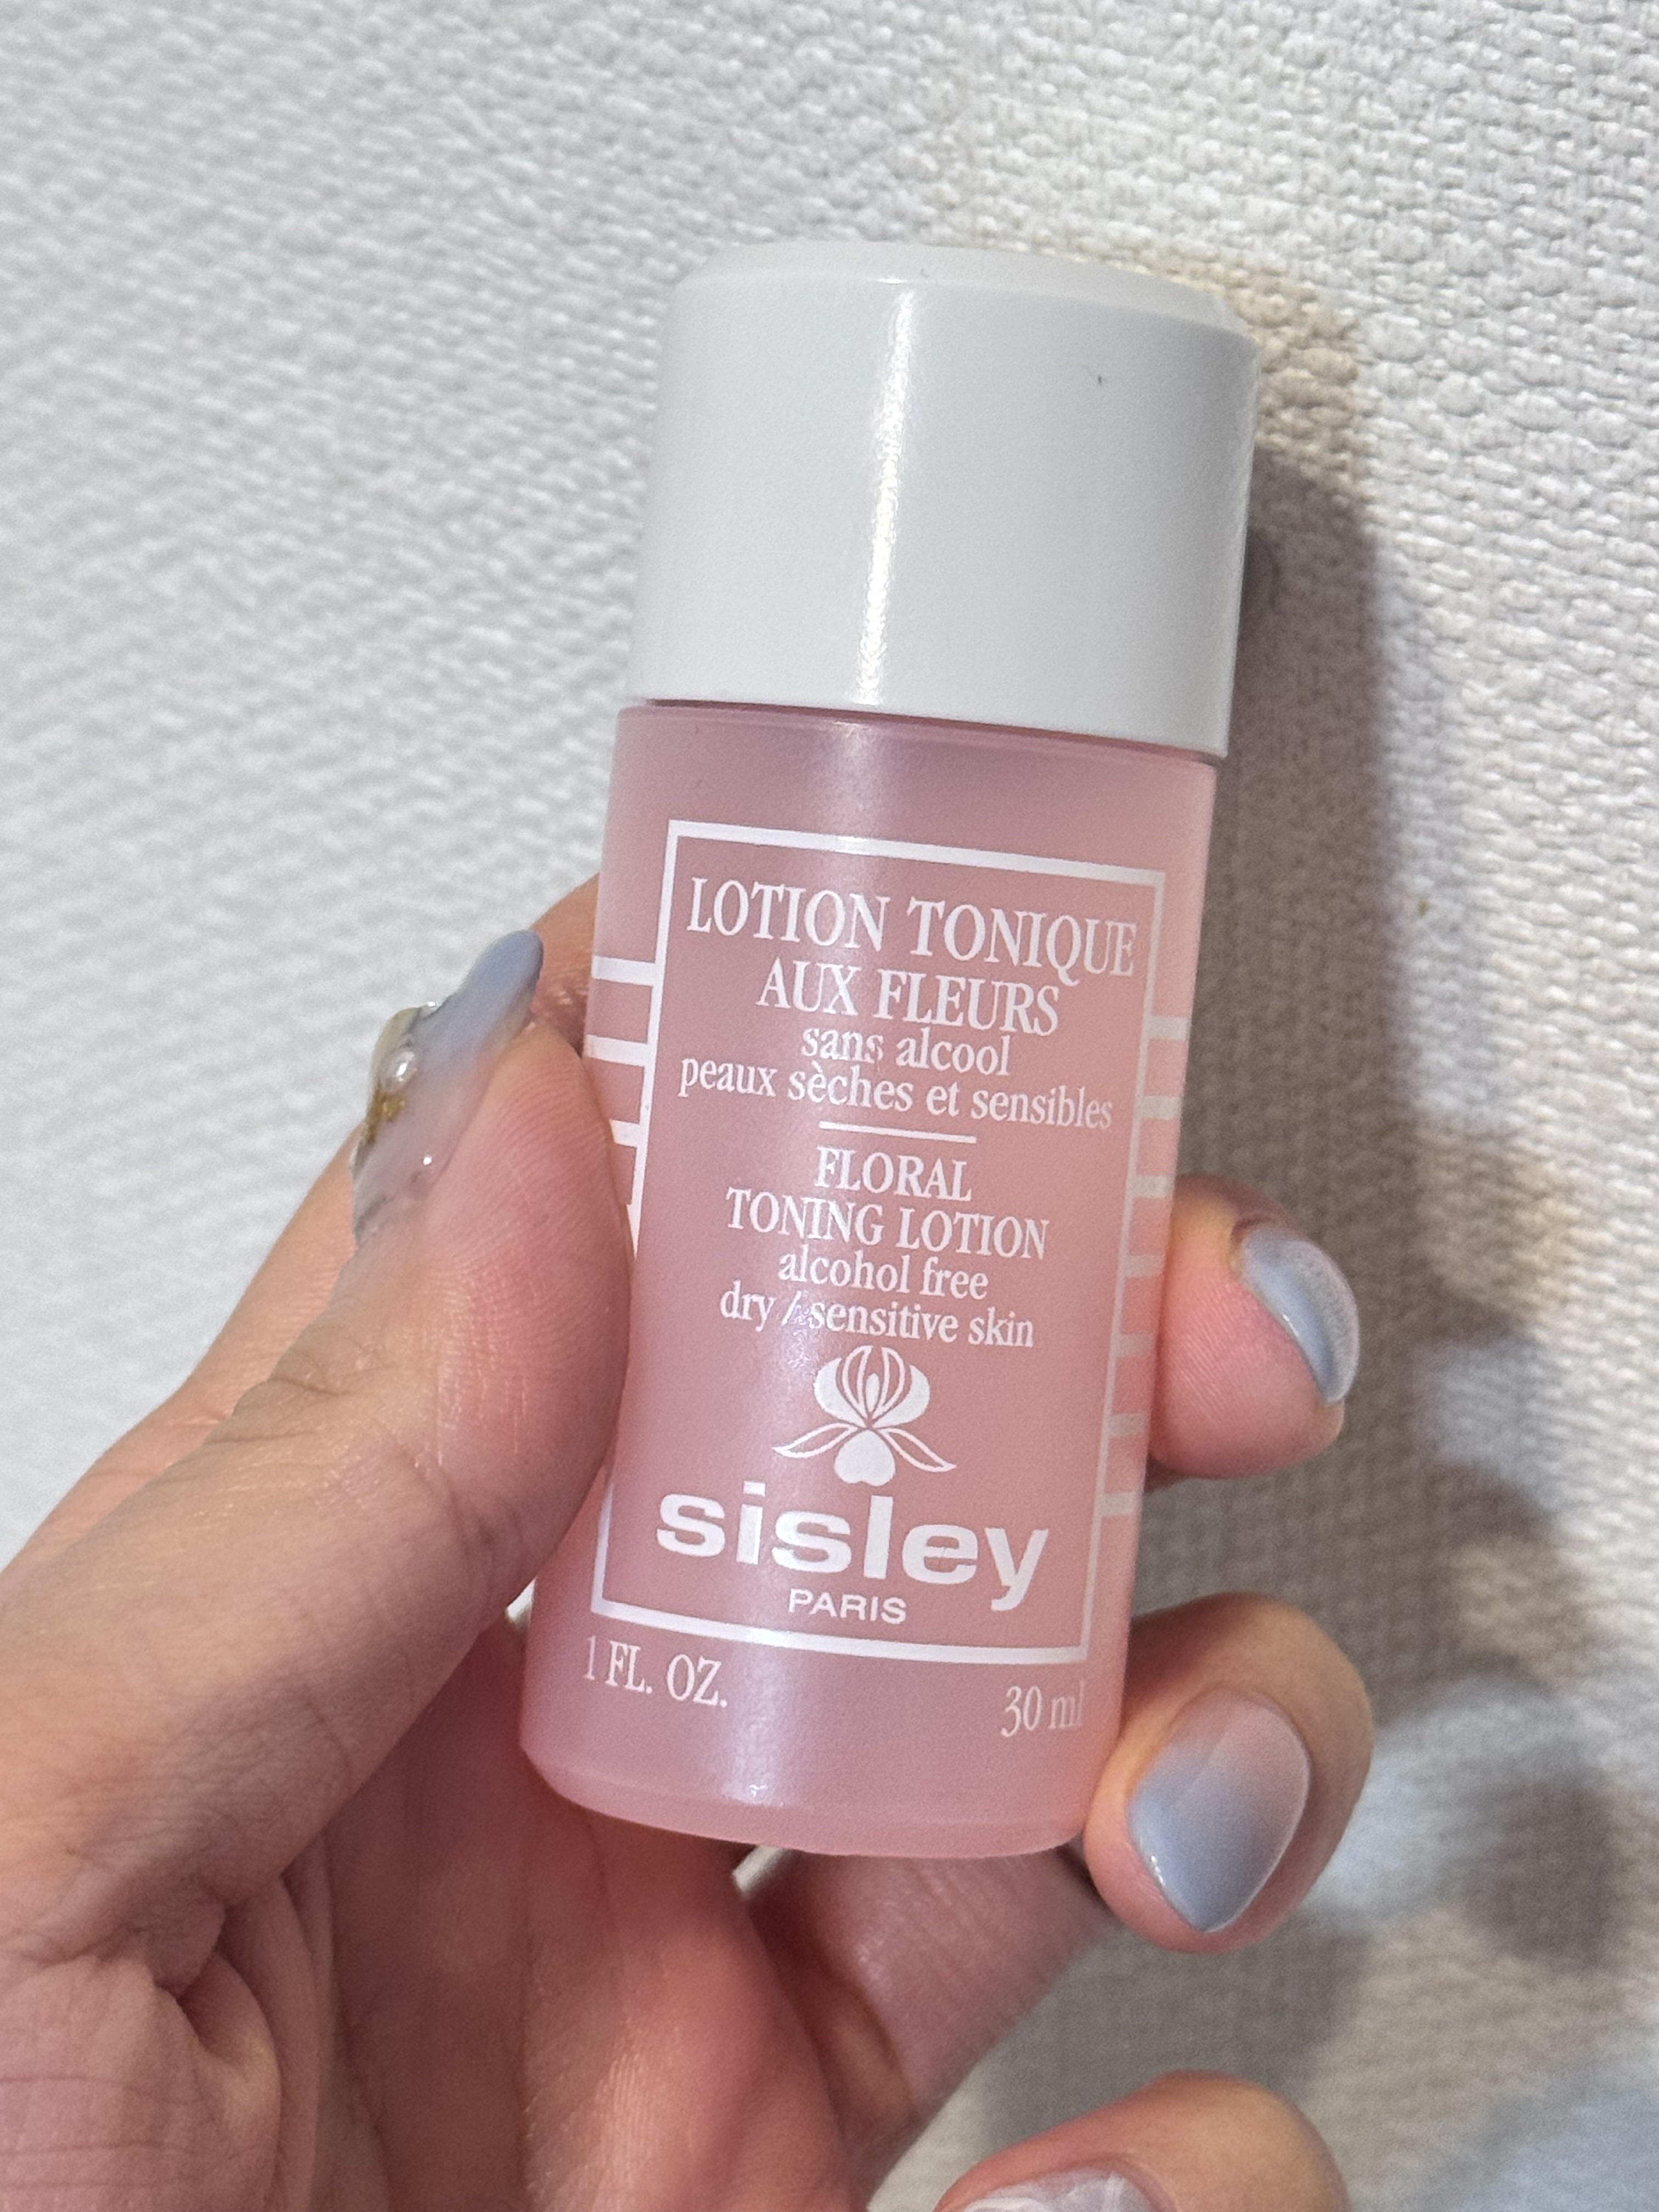 LOTION TONIQUE
AUX FLEURS
sans alcool
peaux sèches et sensibles
FLORAL
TONING LOTION
alcohol free
dry / sensitive skin
sisley
PARIS
1 FL. OZ.
30 ml